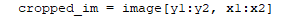 cropped_im = image[y1:y2, x1:x2]